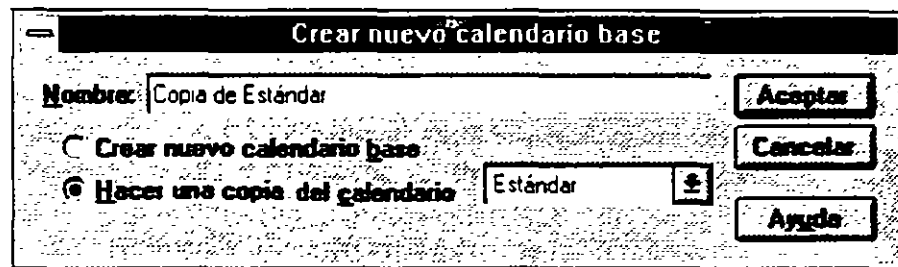 Crear nuevo calendario base
Nombre: Copia de Estándar
Aceptar
Crear nuevo calendario base
Cancelar
Hacer una copia del calendario Estándar
Ayuda